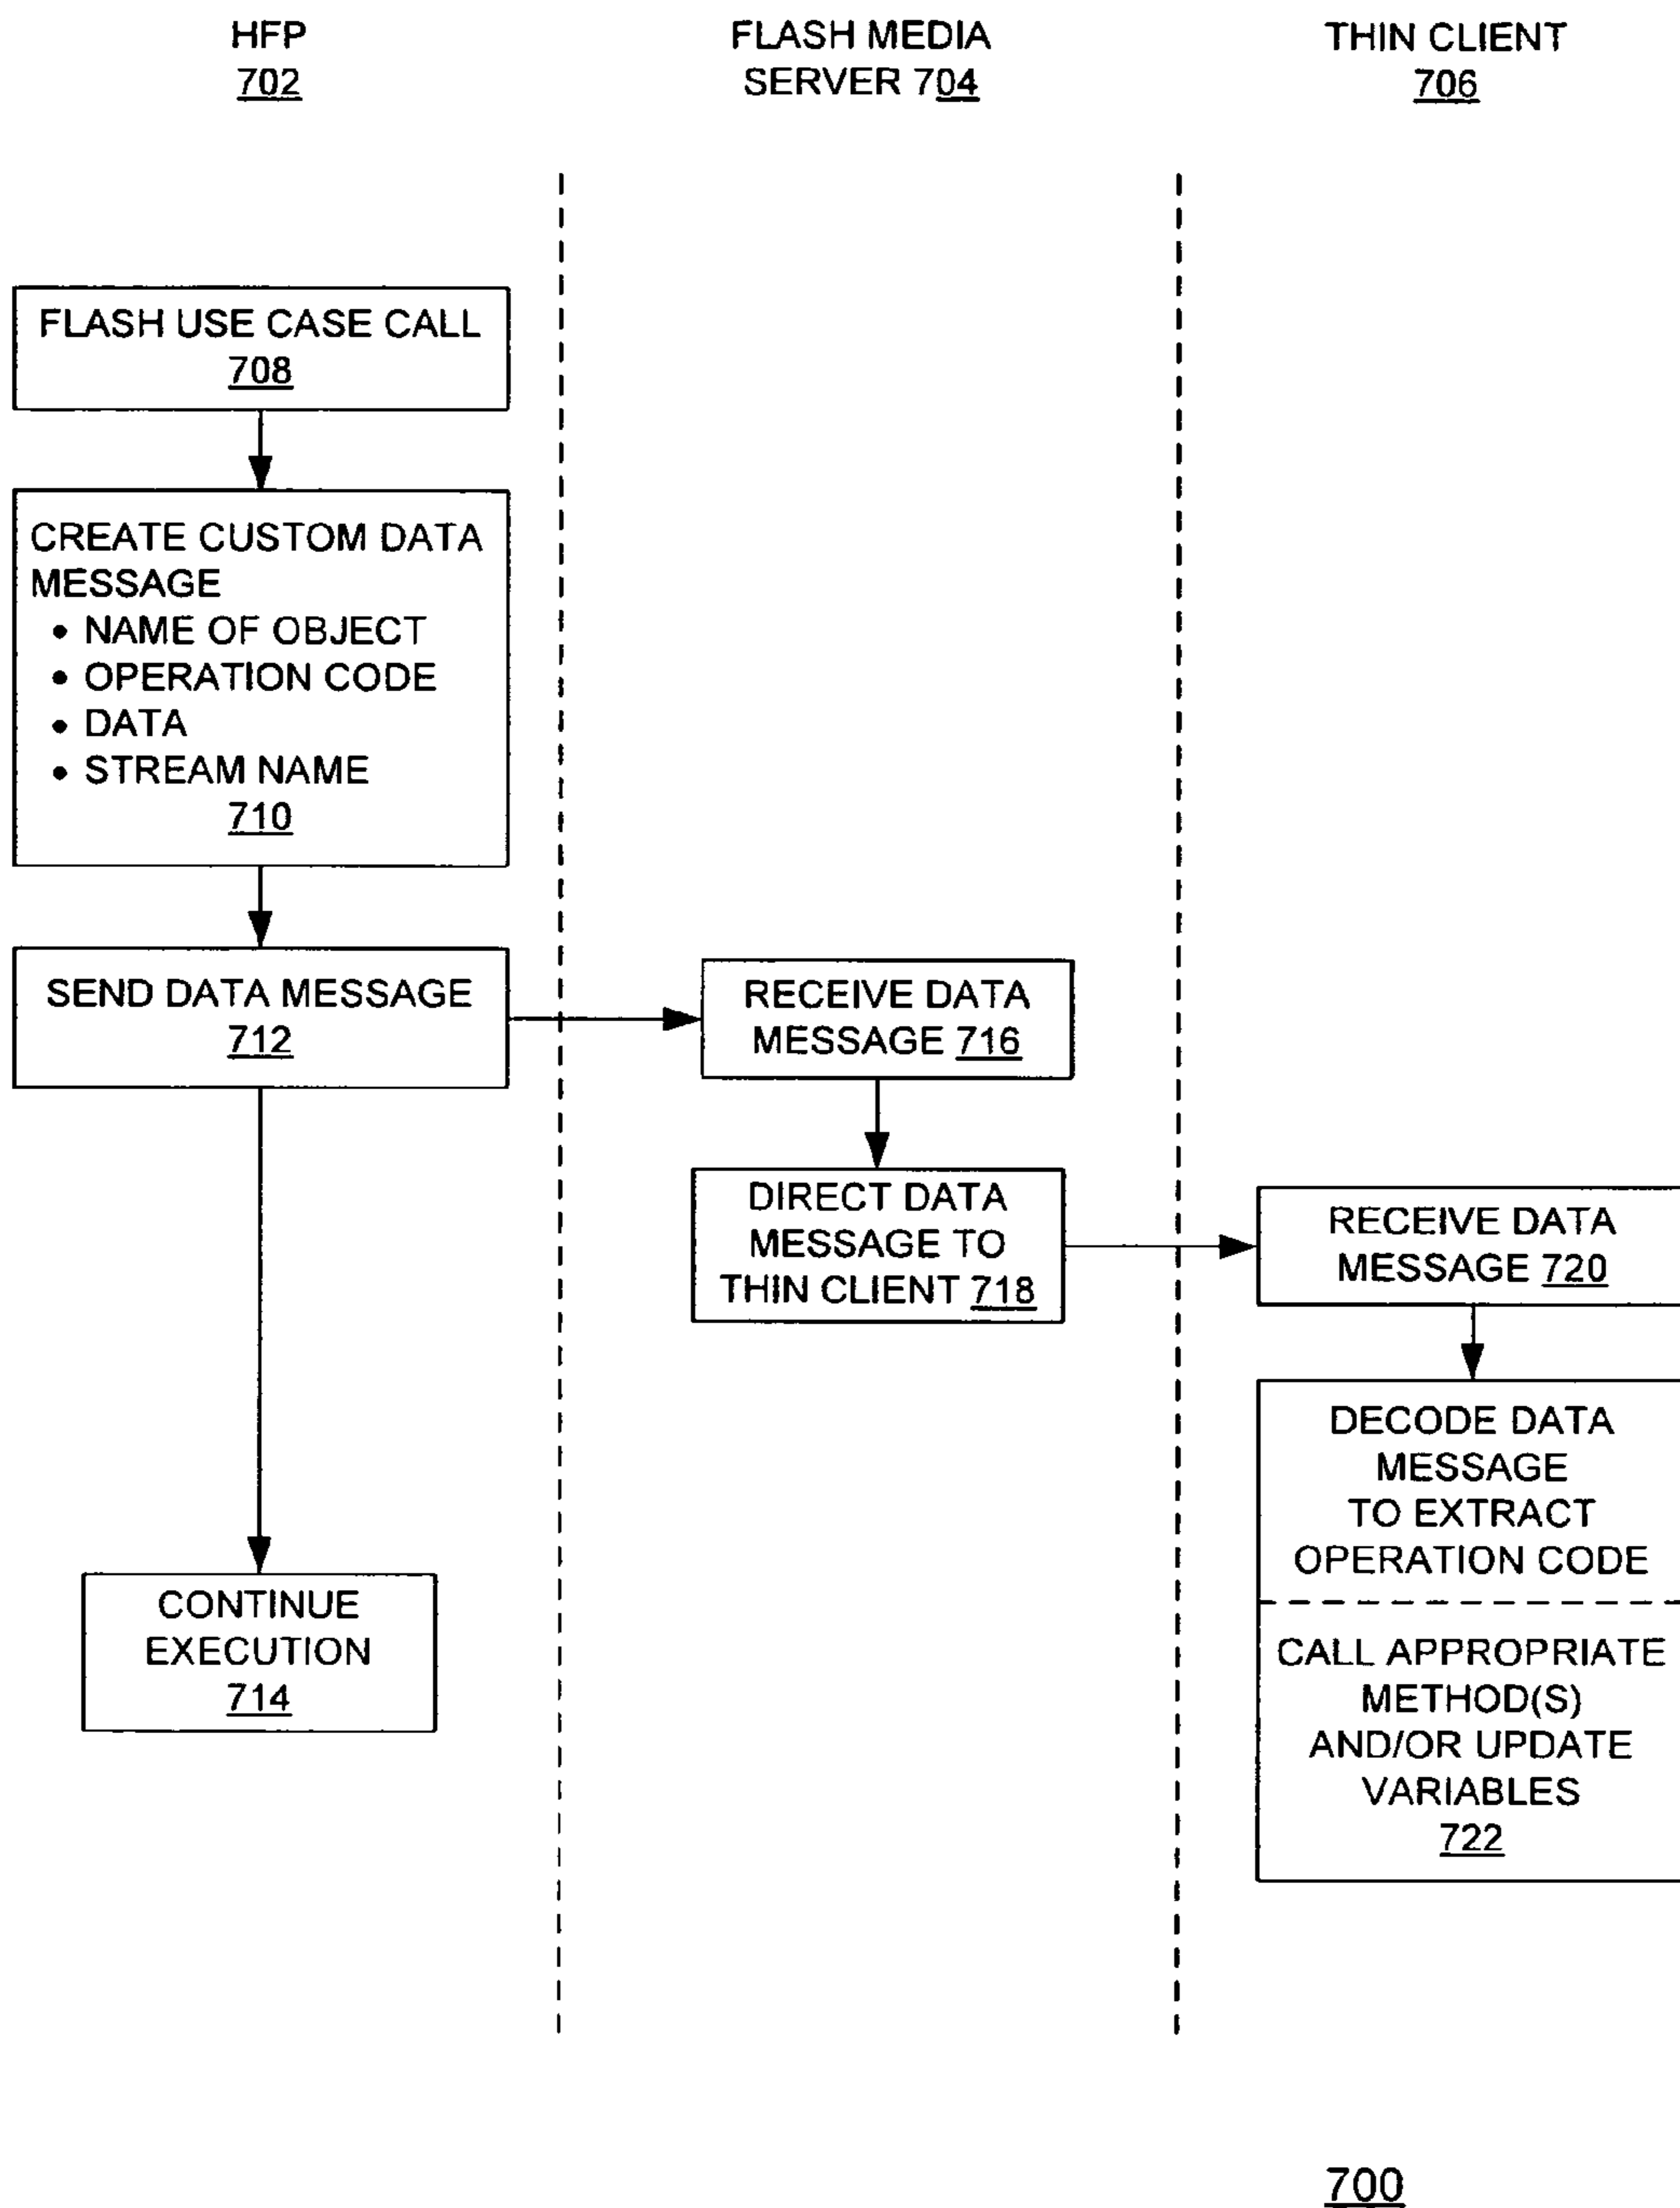 HFP
702
FLASH MEDIA
SERVER 704
THIN CLIENT
706
FLASH USE CASE CALL
708
CREATE CUSTOM DATA
MESSAGE
• NAME OF OBJECT
• OPERATION CODE
• DATA
• STREAM NAME
710
SEND DATA MESSAGE
712
RECEIVE DATA
MESSAGE 716
DIRECT DATA
MESSAGE TO
THIN CLIENT 718
RECEIVE DATA
MESSAGE 720
DECODE DATA
MESSAGE
TO EXTRACT
OPERATION CODE
CALL APPROPRIATE
METHOD(S)
AND/OR UPDATE
VARIABLES
722
CONTINUE
EXECUTION
714
700